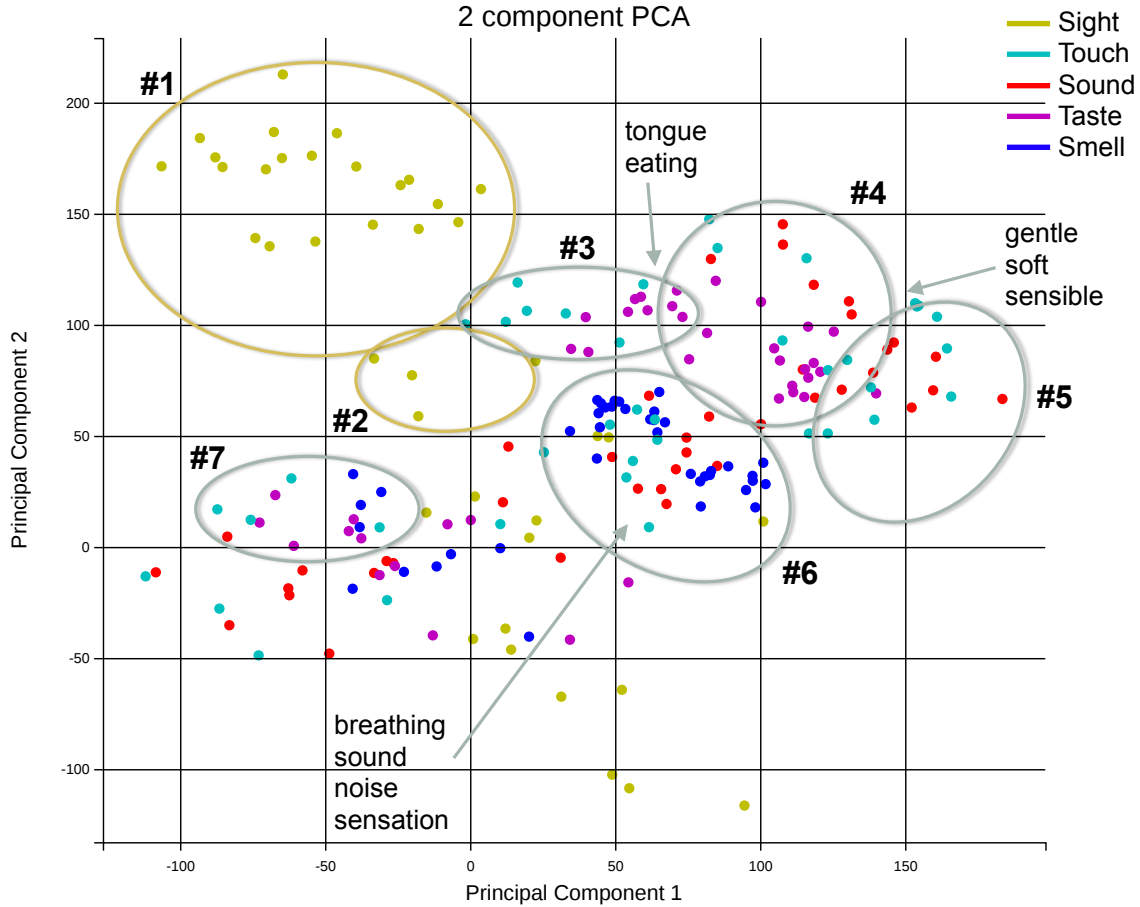 2 component PCA
Sight
Touch
Sound
Taste
Smell
#1
tongue
eating
#4
gentle
soft
sensible
#3
#2
#5
#7
#6
breathing
sound
noise
sensation
200
150
100
50
0
-50
-100
Principal Component 2
-100
-50
0
50
100
150
Principal Component 1